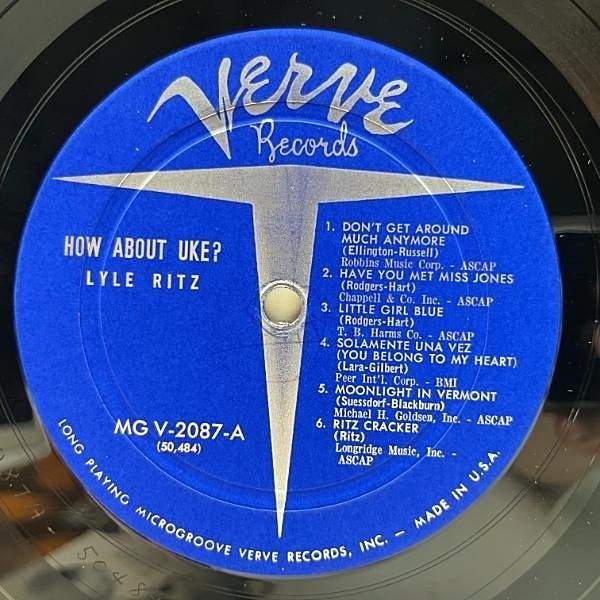 Verve
Records
HOW ABOUT UKE?
LYLE RITZ
1. DON'T GET AROUND
MUCH ANYMORE
(Ellington-Russell)
Robbins Music Corp. - ASCAP
2. HAVE YOU MET MISS JONES
(Rodgers-Hart)
Chappell & Co. Inc. - ASCAP
3. LITTLE GIRL BLUE
(Rodgers-Hart)
T. B. Harms Co. - ASCAP
4. SOLAMENTE UNA VEZ
(YOU BELONG TO MY HEART)
(Lara-Gilbert)
Peer Int'l. Corp. - BMI
5. MOONLIGHT IN VERMONT
(Suessdorf-Blackburn)
Michael H. Goldsen, Inc. - ASCAP
6. RITZ CRACKER
(Ritz)
Longridge Music, Inc. -
ASCAP
MG V-2087-A
(50,484)
LONG PLAYING MICROGROOVE VERVE RECORDS, INC. — MADE IN U.S.A.